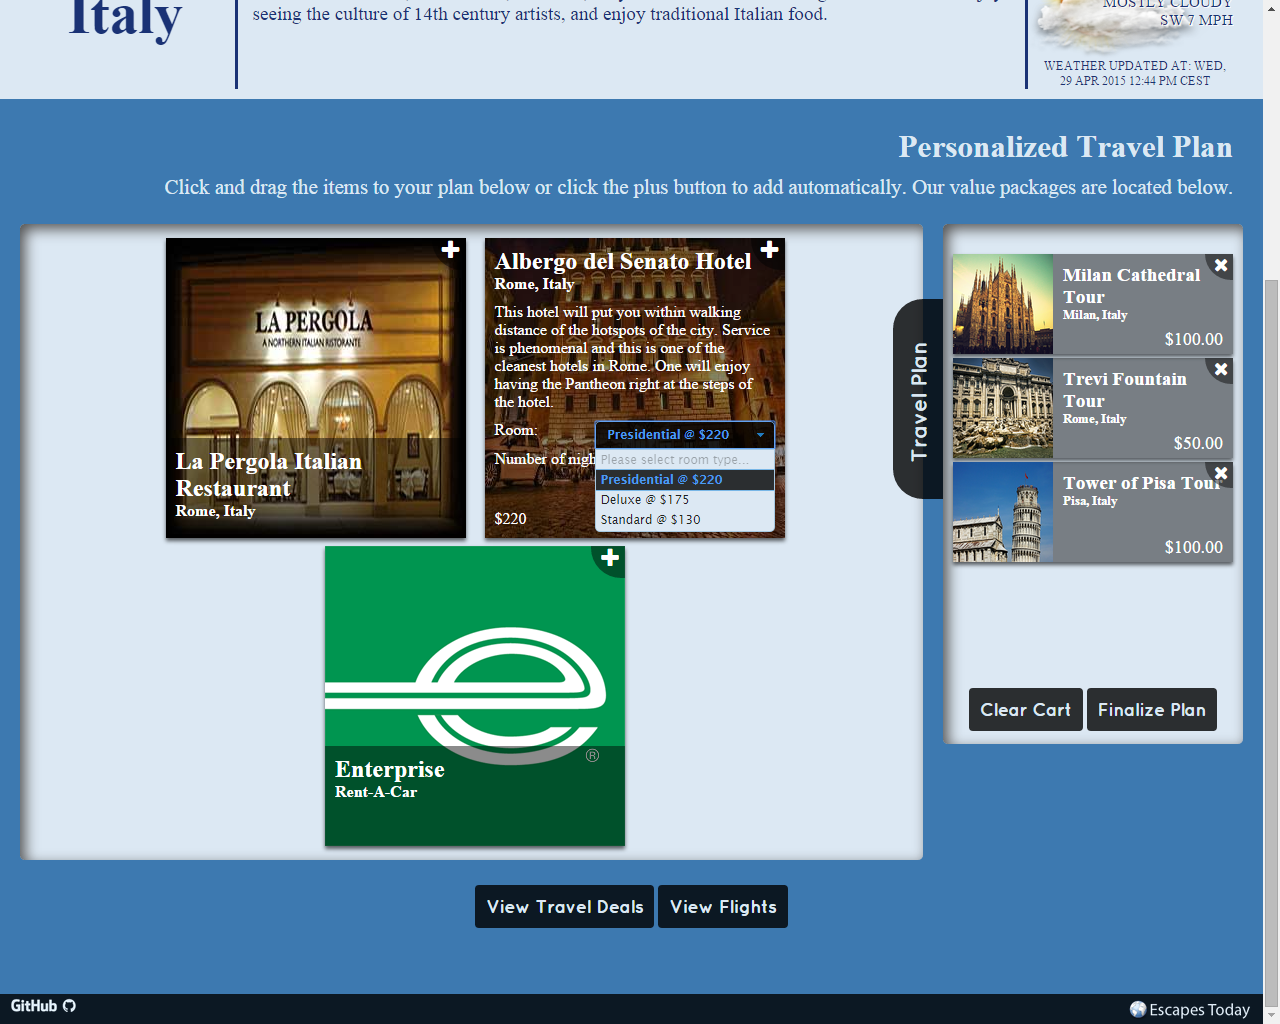 Italy
seeing the culture of 14th century artists, and enjoy traditional Italian food.
MOSTLY CLOUDY
SW 7 MPH
WEATHER UPDATED AT: WED,
29 APR 2015 12:44 PM CEST
Personalized Travel Plan
Click and drag the items to your plan below or click the plus button to add automatically. Our value packages are located below.
LA PERGOLA
A NORTHERN ITALIAN RISTORANTE
La Pergola Italian
Restaurant
Rome, Italy
Albergo del Senato Hotel
Rome, Italy
This hotel will put you within walking
distance of the hotspots of the city. Service
is phenomenal and this is one of the
cleanest hotels in Rome. One will enjoy
having the Pantheon right at the steps of
the hotel.
Room:
Presidential @ $220
Number of nigh
Please select room type...
Presidential @ $220
Deluxe @ $175
Standard @ $130
$220
Enterprise
Rent-A-Car
®
Travel Plan
Milan Cathedral
Tour
Milan, Italy
$100.00
Trevi Fountain
Tour
Rome, Italy
$50.00
Tower of Pisa Tour
Pisa, Italy
$100.00
Clear Cart
Finalize Plan
View Travel Deals
View Flights
GitHub
Escapes Today